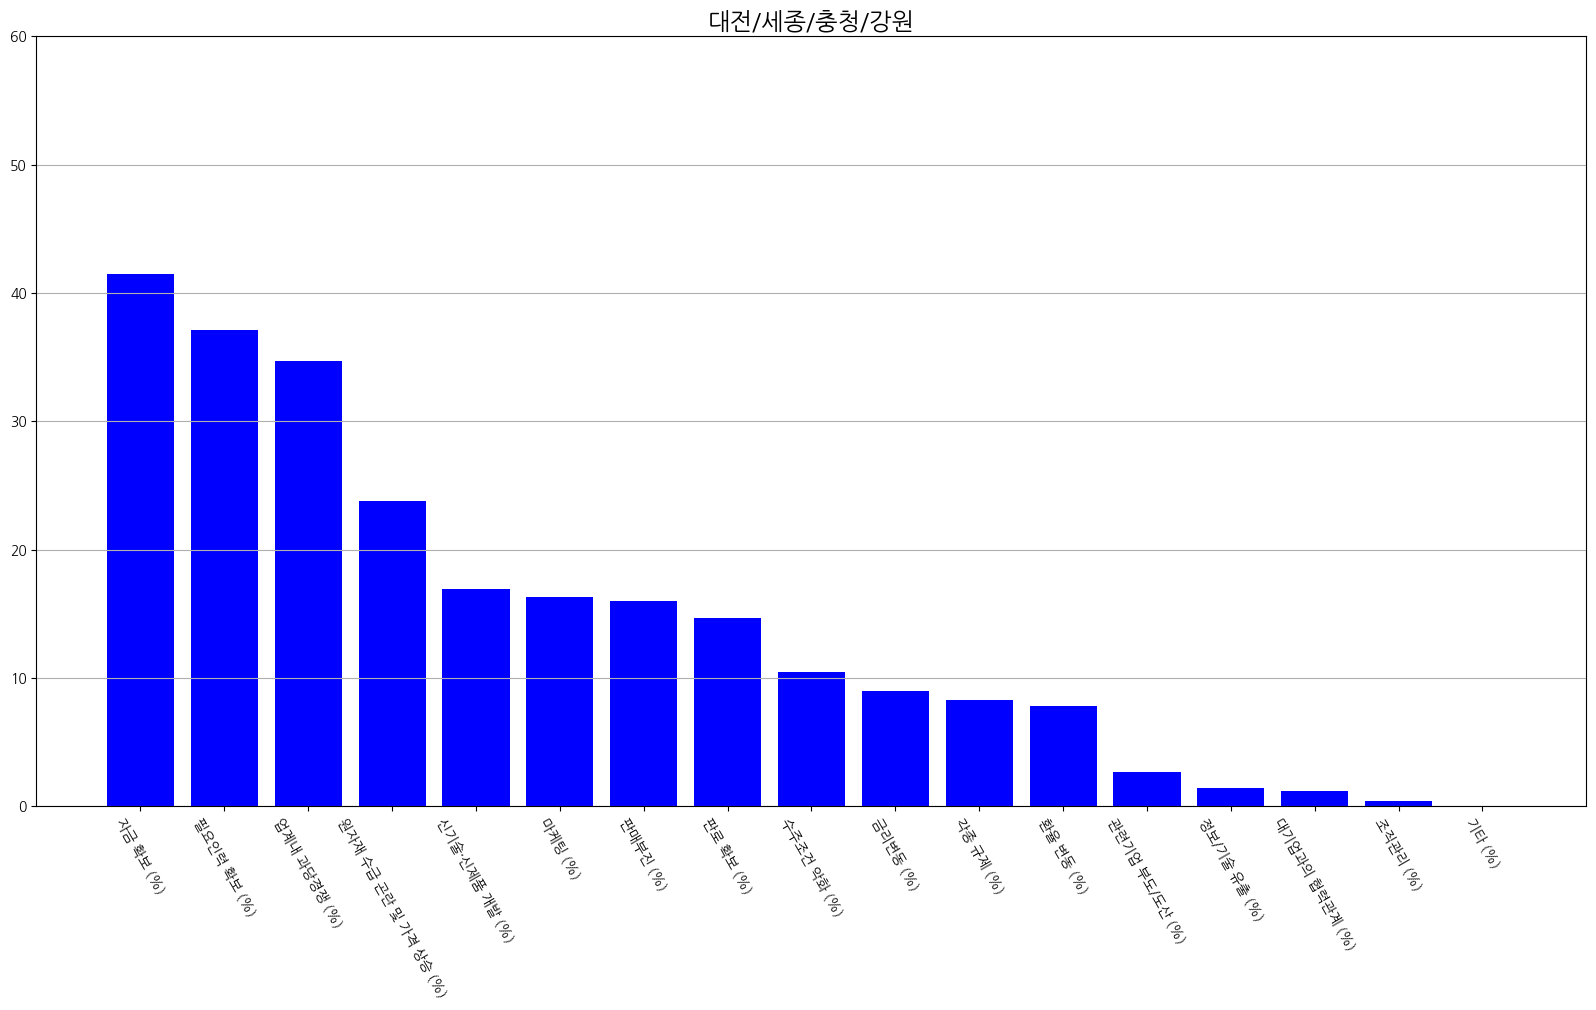 대전/세종/충청/강원
60
50
40
30
20
10
0
자금 확보 (%)
필요인력 확보 (%)
업계내 과당경쟁 (%)
원자재 수급 곤란 및 가격 상승 (%)
신기술·신제품 개발 (%)
마케팅 (%)
판매부진 (%)
판로 확보 (%)
수주조건 악화 (%)
금리변동 (%)
각종 규제 (%)
환율 변동 (%)
관련기업 부도/도산 (%)
정보/기술 유출 (%)
대기업과의 협력관계 (%)
조직관리 (%)
기타 (%)